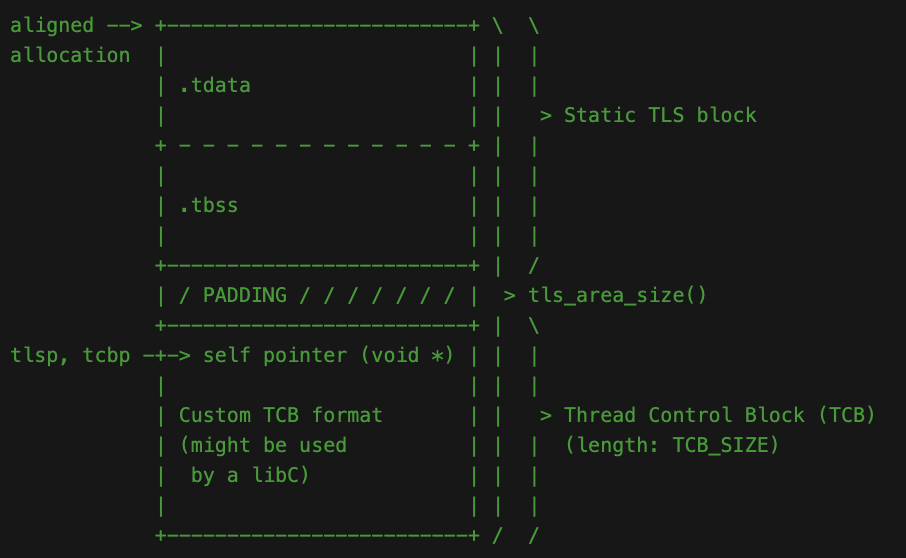 aligned --> +-------------------------+ \  \
allocation  |                         | |  |
            | .tdata                  | |  |
            |                         | |   > Static TLS block
            + - - - - - - - - - - - - + |  |
            |                         | |  |
            | .tbss                   | |  |
            |                         | |  |
            +-------------------------+ |  /
            | / PADDING / / / / / / / |  > tls_area_size()
            +-------------------------+ |  \
tlsp, tcbp -+-> self pointer (void *) | |  |
            |                         | |  |
            | Custom TCB format       | |   > Thread Control Block (TCB)
            | (might be used          | |  |  (length: TCB_SIZE)
            |  by a libC)             | |  |
            |                         | |  |
            +-------------------------+ /  /